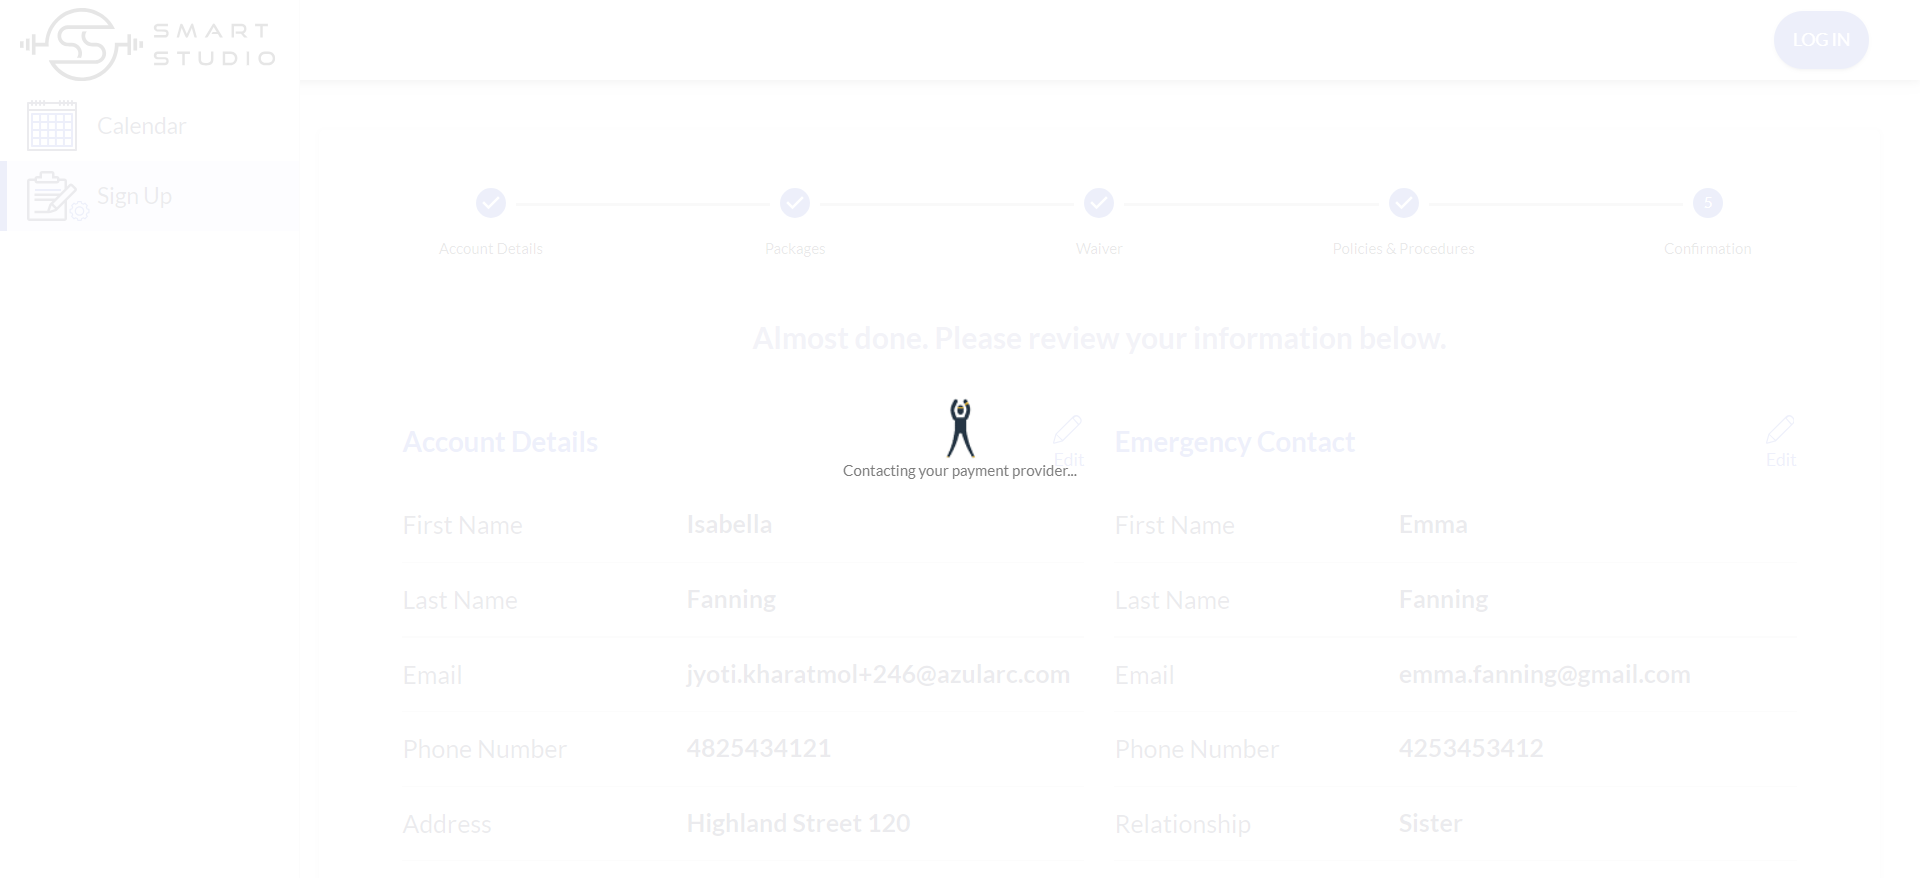 SMART
STUDIO
LOG IN
Calendar
Sign Up
5
Account Details
Packages
Waiver
Policies & Procedures
Confirmation
Almost done. Please review your information below.
Account Details
Edit
Emergency Contact
Edit
Contacting your payment provider...
First Name
Isabella
First Name
Emma
Last Name
Fanning
Last Name
Fanning
Email
jyoti.kharatmol+246@azularc.com
Email
emma.fanning@gmail.com
Phone Number
4825434121
Phone Number
4253453412
Address
Highland Street 120
Relationship
Sister